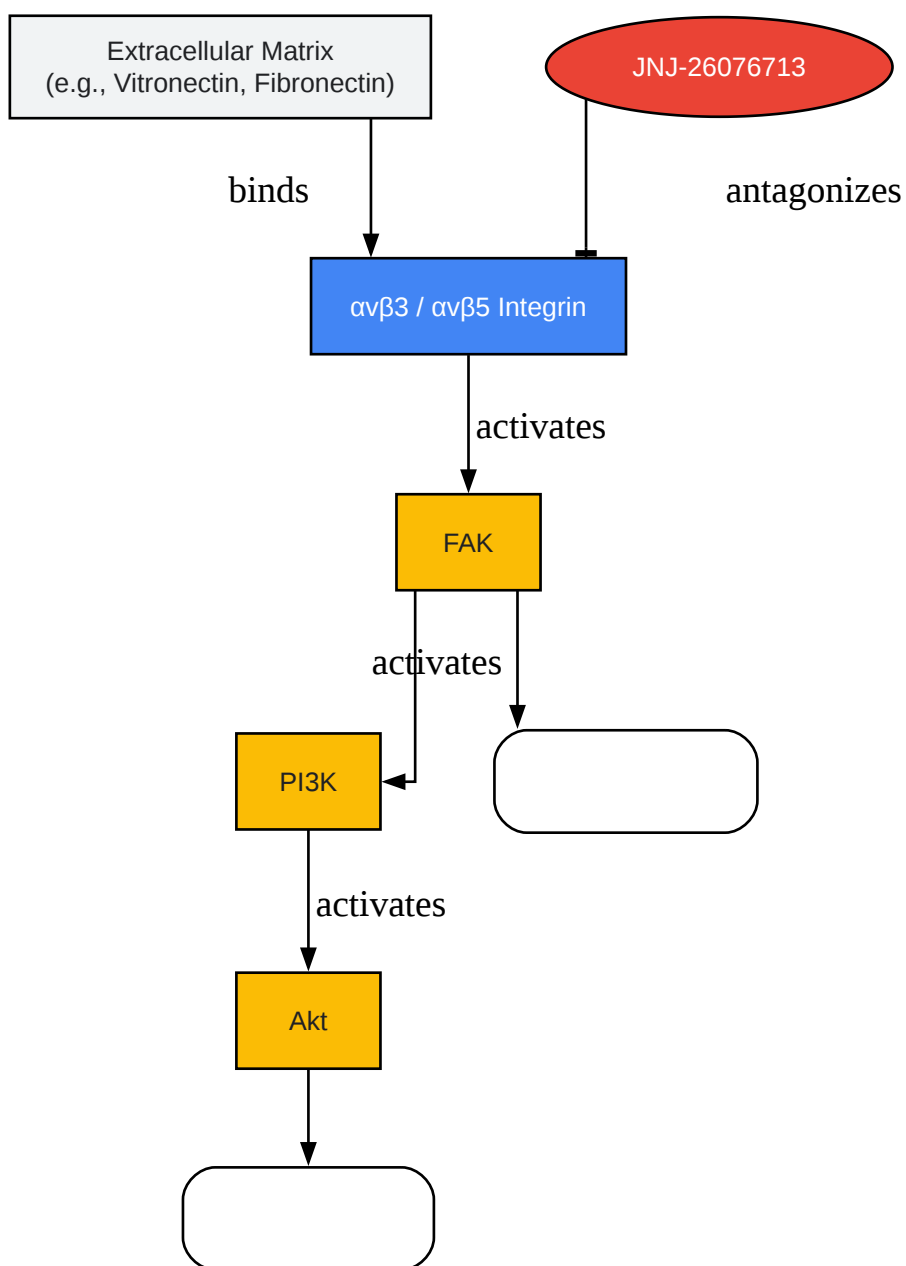 Extracellular Matrix
(e.g., Vitronectin, Fibronectin)
JNJ-26076713
binds
antagonizes
αvβ3 / αvβ5 Integrin
activates
FAK
activates
PI3K
activates
Akt